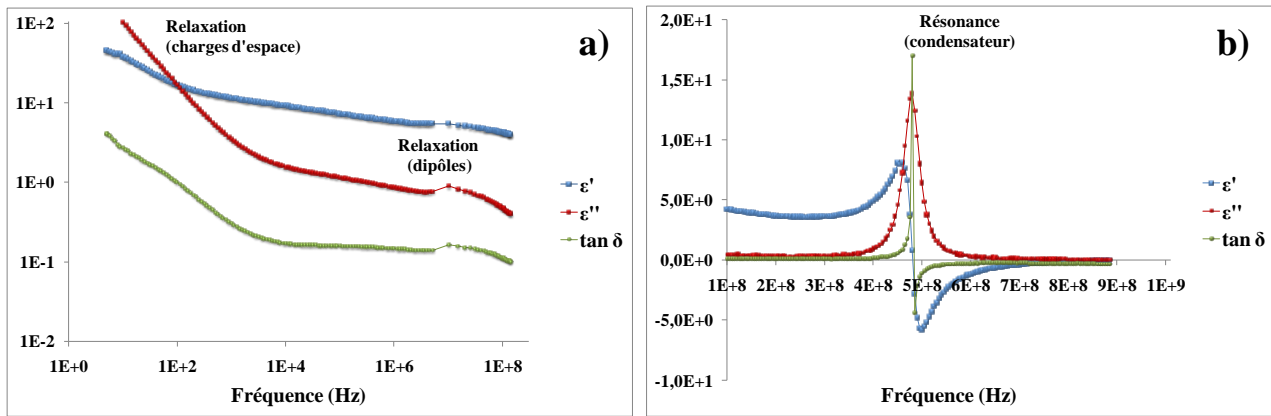 1E+2
1E+1
1E+0
1E-1
1E-2
1E+0
1E+2
1E+4
1E+6
1E+8
Fréquence (Hz)
Relaxation
(charges d'espace)
a)
Relaxation
(dipôles)
ε'
ε''
tan δ
2,0E+1
1,5E+1
1,0E+1
5,0E+0
0,0E+0
-5,0E+0
-1,0E+1
1E+8
2E+8
3E+8
4E+8
5E+8
6E+8
7E+8
8E+8
9E+8
1E+9
Fréquence (Hz)
Résonance
(condensateur)
b)
ε'
ε''
tan δ